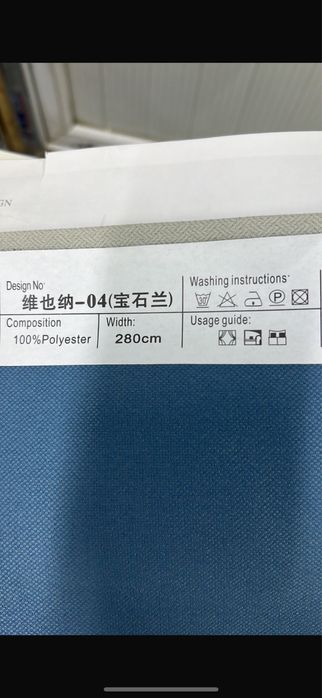 GN
Design No:
维也纳-04(宝石兰)
Washing instructions:
30
P
Composition
100%Polyester
Width:
280cm
Usage guide: